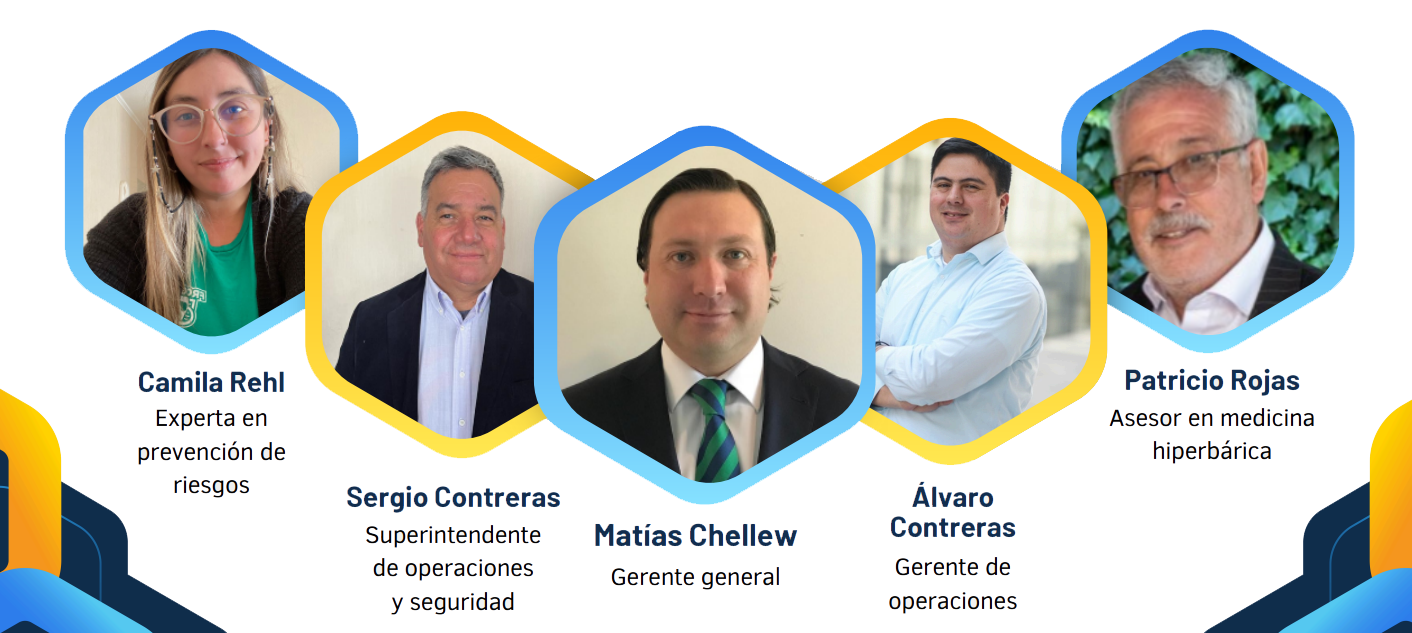 Camila Rehl
Experta en
prevención de
riesgos
Sergio Contreras
Superintendente
de operaciones
y seguridad
Matías Chellew
Gerente general
Álvaro
Contreras
Gerente de
operaciones
Patricio Rojas
Asesor en medicina
hiperbárica